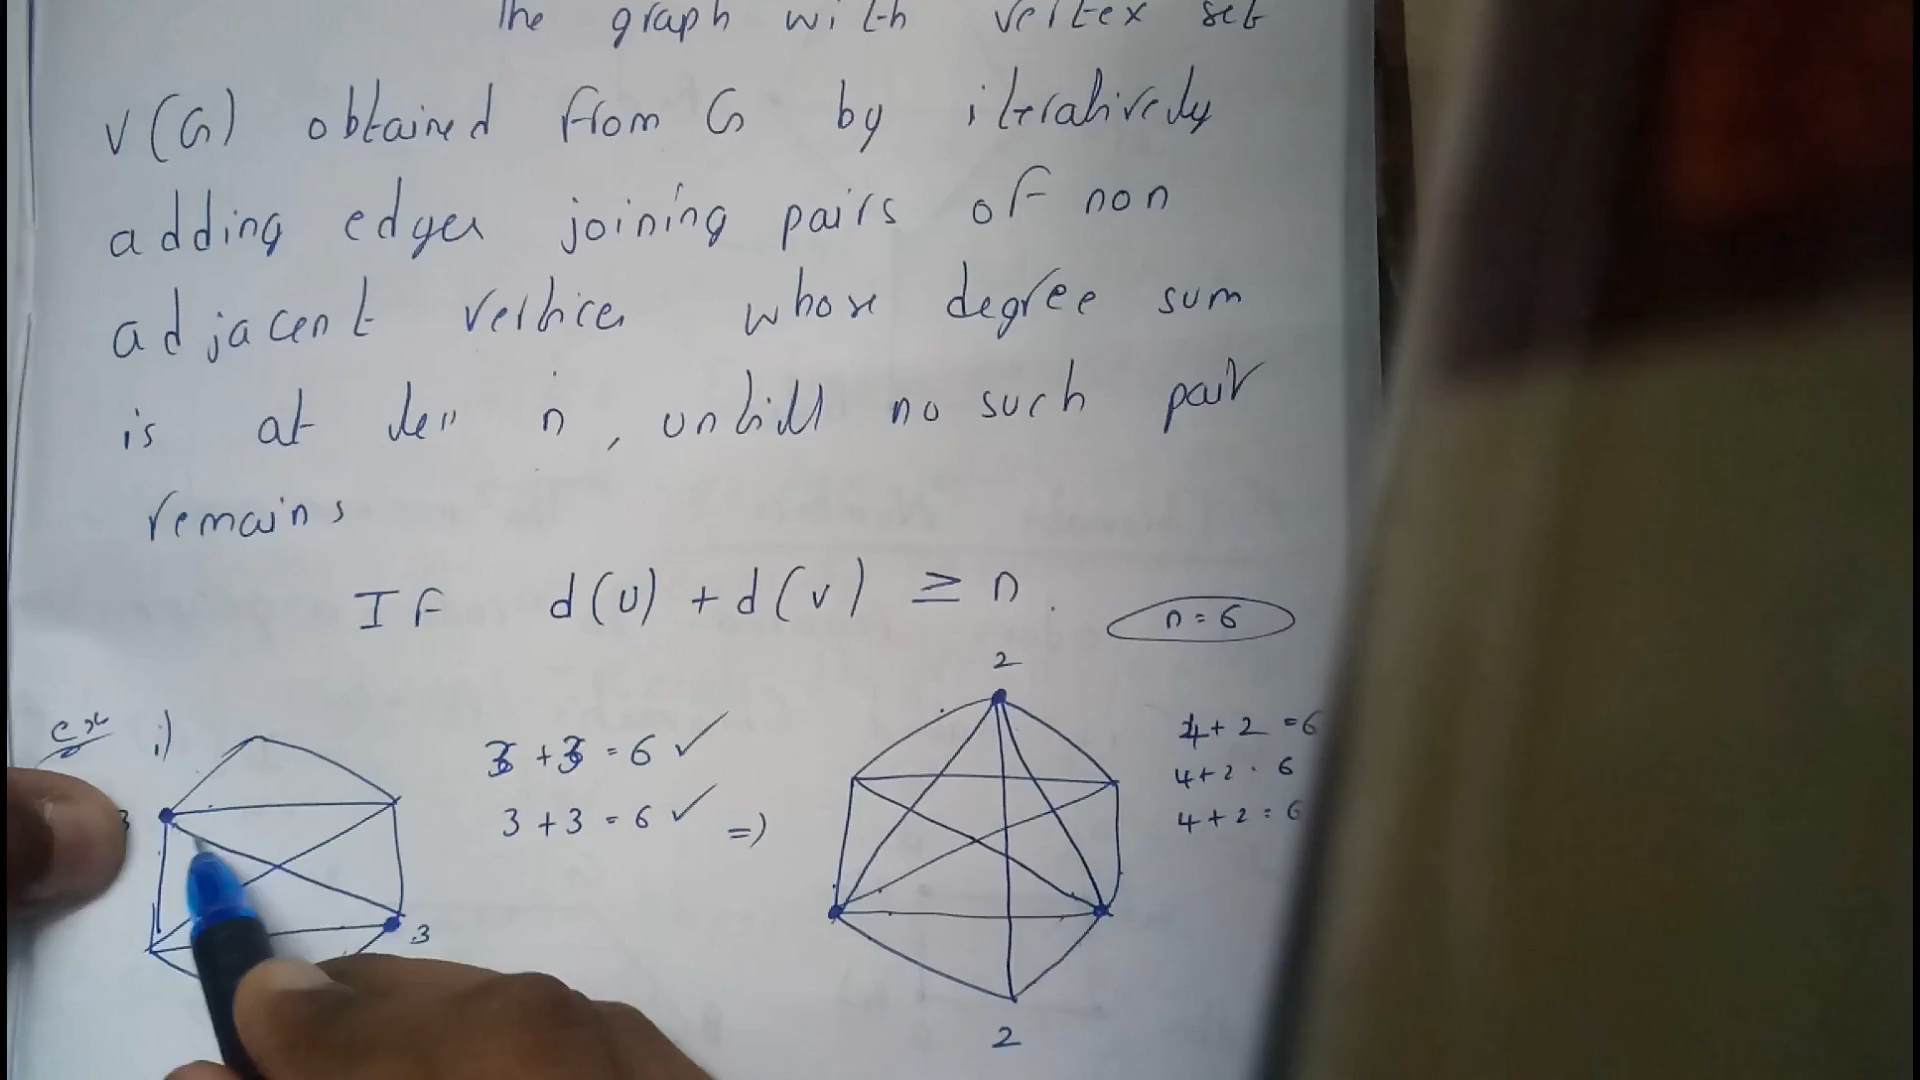 The graph with vertex set
V(G) obtained from G by iteratively
adding edges joining pairs of non
adjacent vertices whose degree sum
is at n, untill no such pair
remains
IF d(u) + d(v) ≥ n.
n = 6
2
ex i)
3 + 3 = 6 ✓
4 + 2 = 6
4 + 2 = 6
3
3 + 3 = 6 ✓ =)
4 + 2 = 6
3
2